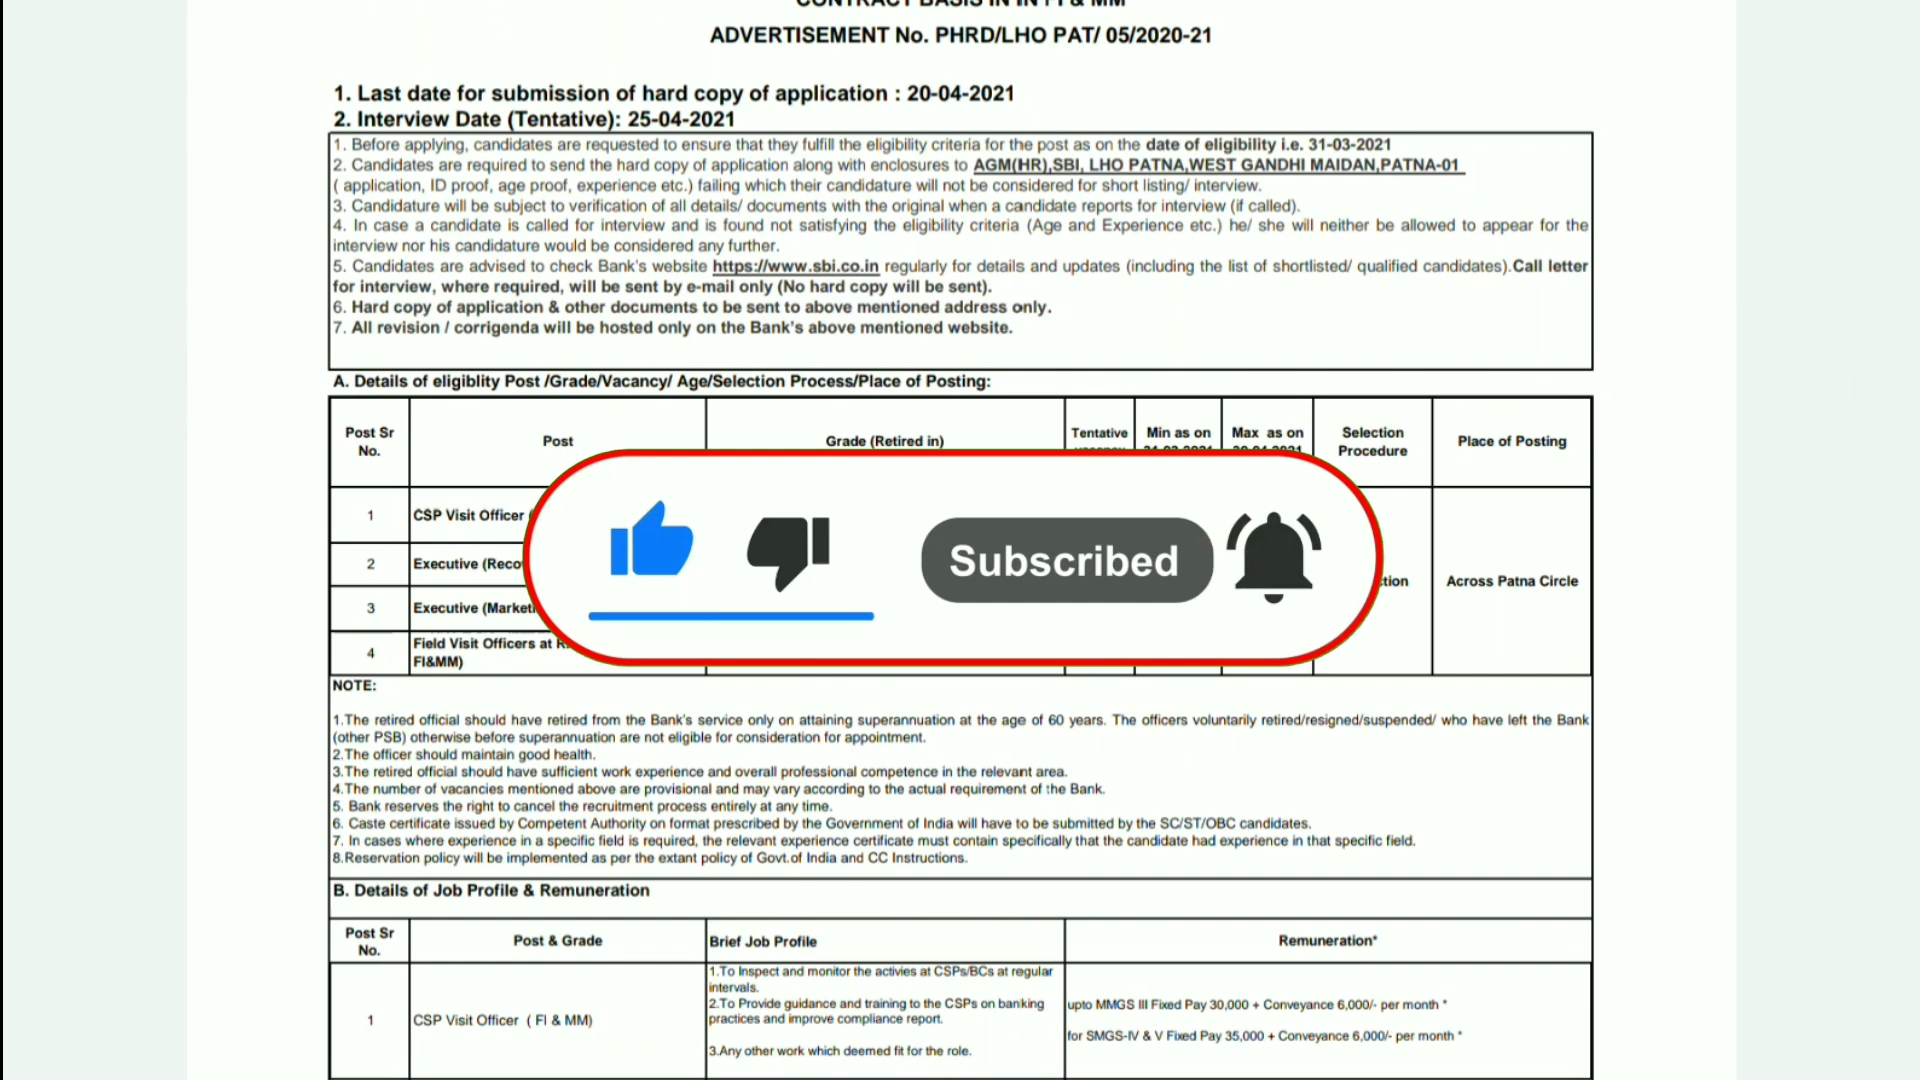 ADVERTISEMENT No. PHRD/LHO PAT/ 05/2020-21
1. Last date for submission of hard copy of application : 20-04-2021
2. Interview Date (Tentative): 25-04-2021
1. Before applying, candidates are requested to ensure that they fulfill the eligibility criteria for the post as on the date of eligibility i.e. 31-03-2021
2. Candidates are required to send the hard copy of application along with enclosures to AGM(HR),SBI, LHO PATNA,WEST GANDHI MAIDAN,PATNA-01
( application, ID proof, age proof, experience etc.) failing which their candidature will not be considered for short listing/ interview.
3. Candidature will be subject to verification of all details/ documents with the original when a candidate reports for interview (if called).
4. In case a candidate is called for interview and is found not satisfying the eligibility criteria (Age and Experience etc.) he/ she will neither be allowed to appear for the
interview nor his candidature would be considered any further.
5. Candidates are advised to check Bank's website https://www.sbi.co.in regularly for details and updates (including the list of shortlisted/ qualified candidates).Call letter
for interview, where required, will be sent by e-mail only (No hard copy will be sent).
6. Hard copy of application & other documents to be sent to above mentioned address only.
7. All revision / corrigenda will be hosted only on the Bank's above mentioned website.
A. Details of eligiblity Post /Grade/Vacancy/ Age/Selection Process/Place of Posting:
Post Sr No. Post Grade (Retired in) Tentative Min as on Max as on Selection Procedure Place of Posting
1 CSP Visit Officer
2 Executive
3 Executive
4 Field Visit Officers at
FI&MM)
Across Patna Circle
Subscribed
NOTE:
1.The retired official should have retired from the Bank's service only on attaining superannuation at the age of 60 years. The officers voluntarily retired/resigned/suspended/ who have left the Bank
(other PSB) otherwise before superannuation are not eligible for consideration for appointment.
2.The officer should maintain good health.
3.The retired official should have sufficient work experience and overall professional competence in the relevant area.
4.The number of vacancies mentioned above are provisional and may vary according to the actual requirement of the Bank.
5. Bank reserves the right to cancel the recruitment process entirely at any time.
6. Caste certificate issued by Competent Authority on format prescribed by the Government of India will have to be submitted by the SC/ST/OBC candidates.
7. In cases where experience in a specific field is required, the relevant experience certificate must contain specifically that the candidate had experience in that specific field.
8.Reservation policy will be implemented as per the extant policy of Govt.of India and CC Instructions.
B. Details of Job Profile & Remuneration
Post Sr No. Post & Grade Brief Job Profile Remuneration*
1 CSP Visit Officer ( FI & MM)
1.To Inspect and monitor the activies at CSPs/BCs at regular
intervals.
2.To Provide guidance and training to the CSPs on banking
practices and improve compliance report.
3.Any other work which deemed fit for the role.
upto MMGS III Fixed Pay 30,000 + Conveyance 6,000/- per month *
for SMGS-IV & V Fixed Pay 35,000 + Conveyance 6,000/- per month *